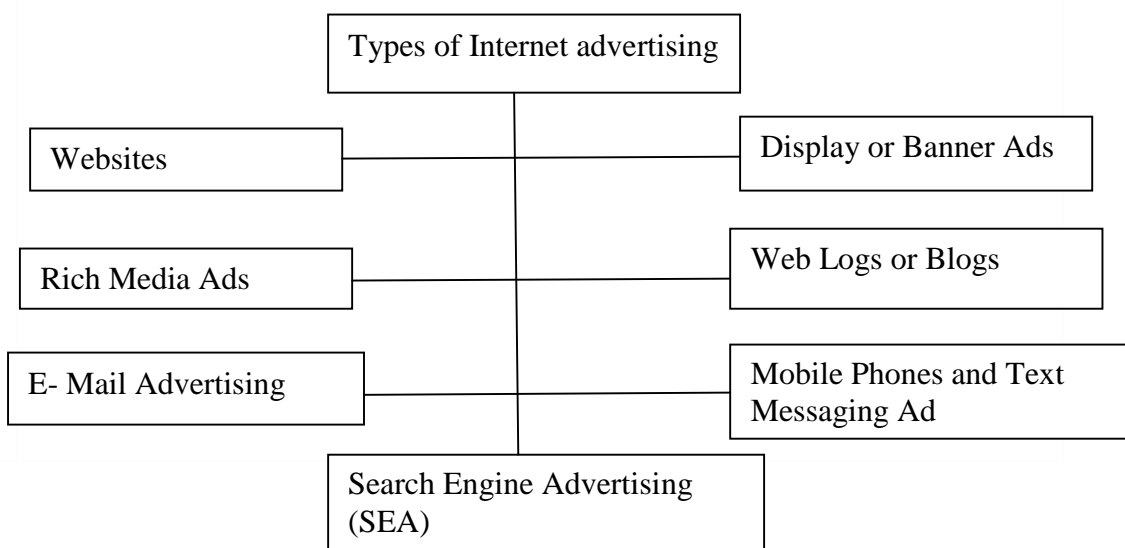 Types of Internet advertising
Websites
Display or Banner Ads
Rich Media Ads
Web Logs or Blogs
E- Mail Advertising
Mobile Phones and Text
Messaging Ad
Search Engine Advertising
(SEA)